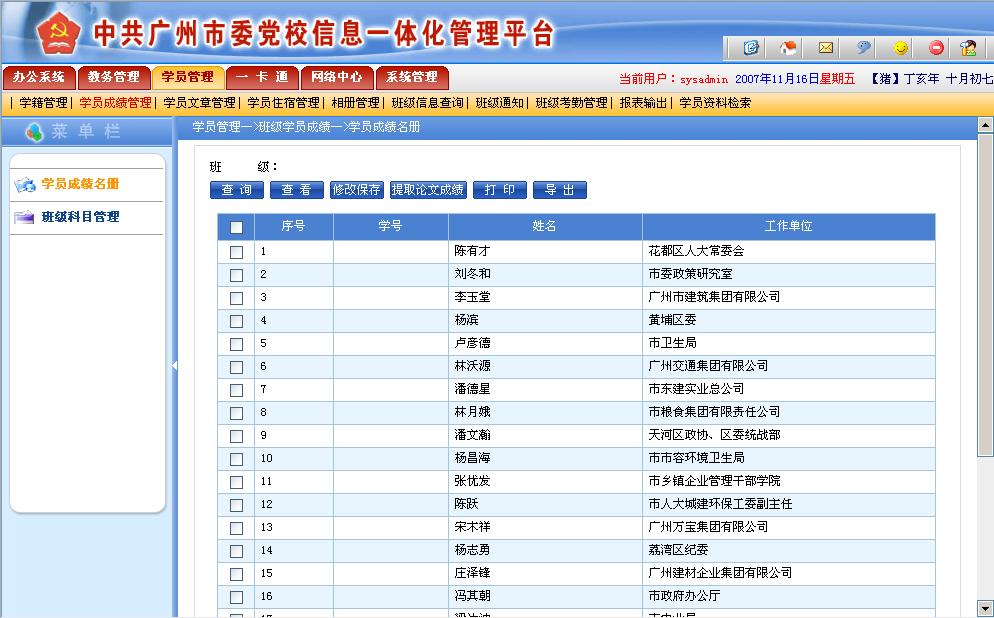 中共广州市委党校信息一体化管理平台
办公系统 教务管理 学员管理 一 卡 通 网络中心 系统管理
当前用户：sysadmin 2007年11月16日星期五 【猪】丁亥年 十月初七
| 学籍管理| 学员成绩管理| 学员文章管理| 学员住宿管理| 相册管理| 班级信息查询| 班级通知| 班级考勤管理| 报表输出| 学员资料检索
菜 单 栏
学员管理—>班级学员成绩—>学员成绩名册
学员成绩名册
班级科目管理
班 级：
查 询 查 看 修改保存 提取论文成绩 打 印 导 出
序号 学号 姓名 工作单位
1 陈有才 花都区人大常委会
2 刘冬和 市委政策研究室
3 李玉堂 广州市建筑集团有限公司
4 杨滨 黄埔区委
5 卢彦德 市卫生局
6 林沃源 广州交通集团有限公司
7 潘德星 市东建实业总公司
8 林月娥 市粮食集团有限责任公司
9 潘文瀚 天河区政协、区委统战部
10 杨昌海 市市容环境卫生局
11 张优发 市乡镇企业管理干部学院
12 陈跃 市人大城建环保工委副主任
13 宋术祥 广州万宝集团有限公司
14 杨志勇 荔湾区纪委
15 庄泽锋 广州建材企业集团有限公司
16 冯其朝 市政府办公厅